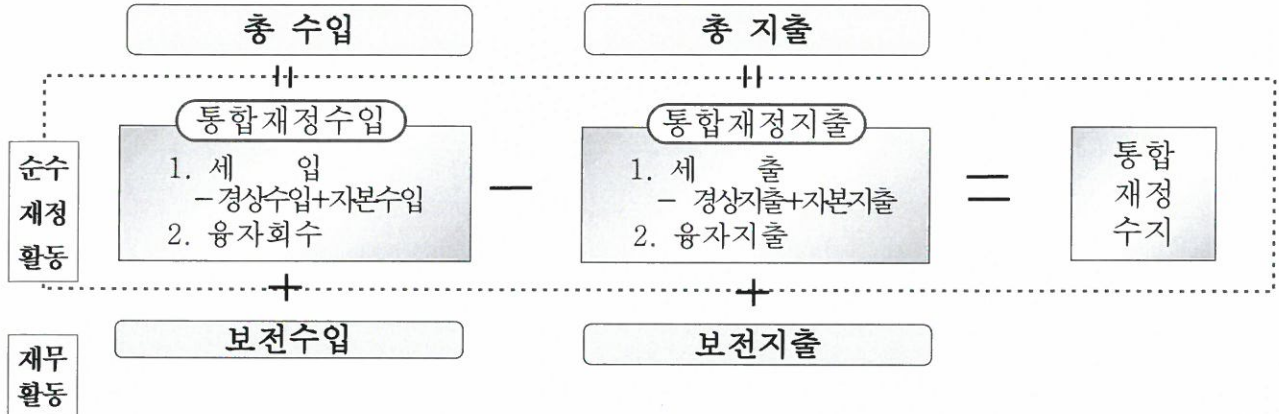 총 수입
총 지출
통합재정수입
통합재정지출
순수
재정
활동
1. 세 입
– 경상수입+자본수입
2. 융자회수
1. 세 출
– 경상지출+자본지출
2. 융자지출
통합
재정
수지
보전수입
보전지출
재무
활동